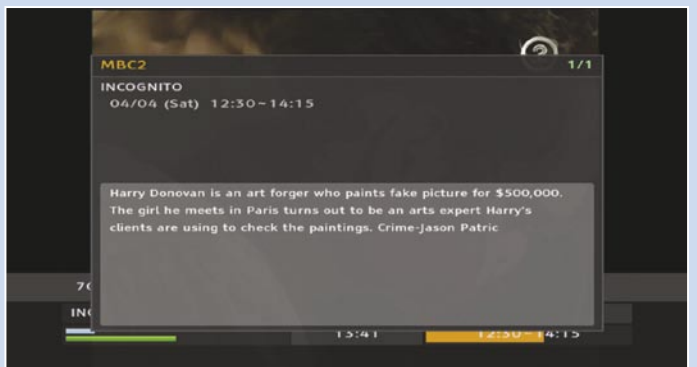 MBC2
1/1
INCOGNITO
04/04 (Sat) 12:30~14:15
Harry Donovan is an art forger who paints fake picture for $500,000.
The girl he meets in Paris turns out to be an arts expert Harry's
clients are using to check the paintings. Crime-Jason Patric
13:41
12:30~14:15